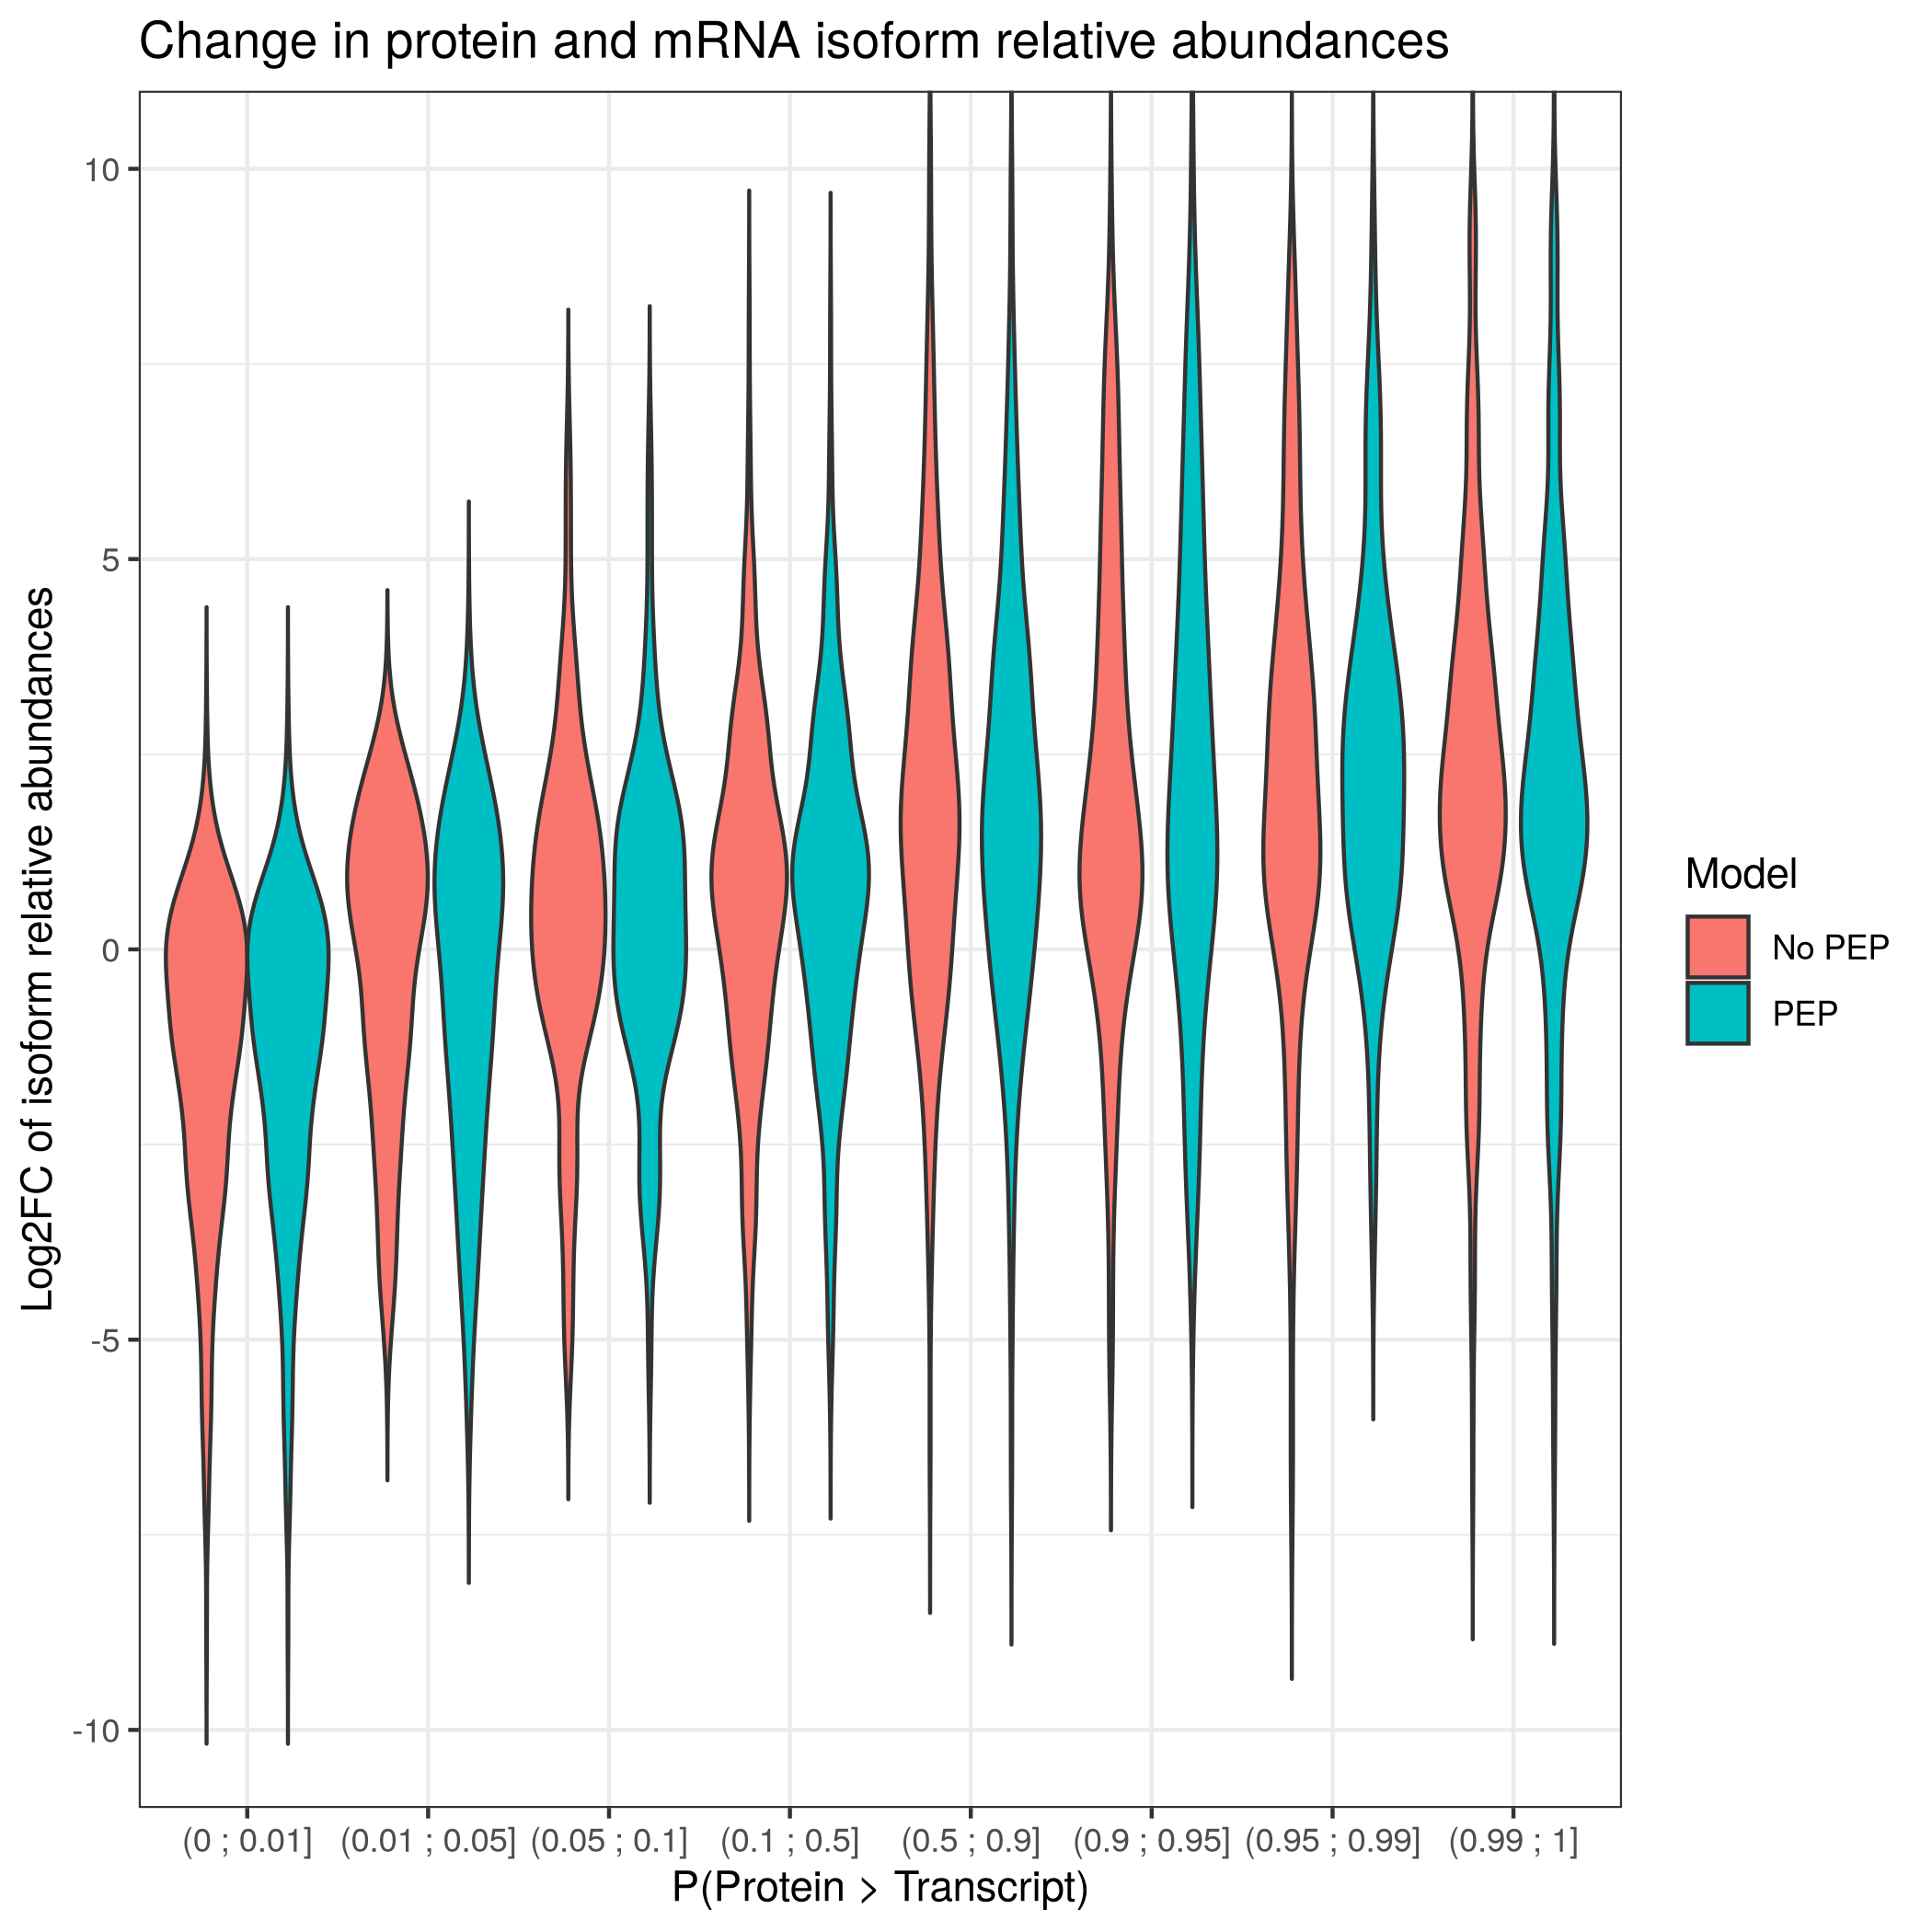 Change in protein and mRNA isoform relative abundances
Log2FC of isoform relative abundances
10
5
0
-5
-10
(0 ; 0.01]
(0.01 ; 0.05]
(0.05 ; 0.1]
(0.1 ; 0.5]
(0.5 ; 0.9]
(0.9 ; 0.95]
(0.95 ; 0.99]
(0.99 ; 1]
P(Protein > Transcript)
Model
No PEP
PEP